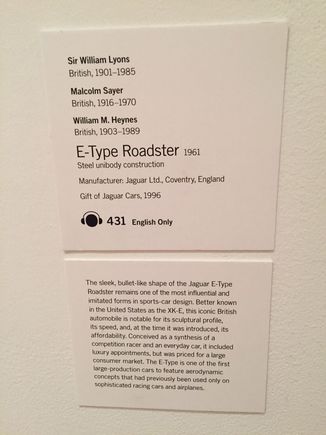 Sir William Lyons
British, 1901–1985
Malcolm Sayer
British, 1916–1970
William M. Heynes
British, 1903–1989
E-Type Roadster 1961
Steel unibody construction
Manufacturer: Jaguar Ltd., Coventry, England
Gift of Jaguar Cars, 1996
431 English Only
The sleek, bullet-like shape of the Jaguar E-Type
Roadster remains one of the most influential and
imitated forms in sports-car design. Better known
in the United States as the XK-E, this iconic British
automobile is notable for its sculptural profile,
its speed, and, at the time it was introduced, its
affordability. Conceived as a synthesis of a
competition racer and an everyday car, it included
luxury appointments, but was priced for a large
consumer market. The E-Type is one of the first
large-production cars to feature aerodynamic
concepts that had previously been used only on
sophisticated racing cars and airplanes.